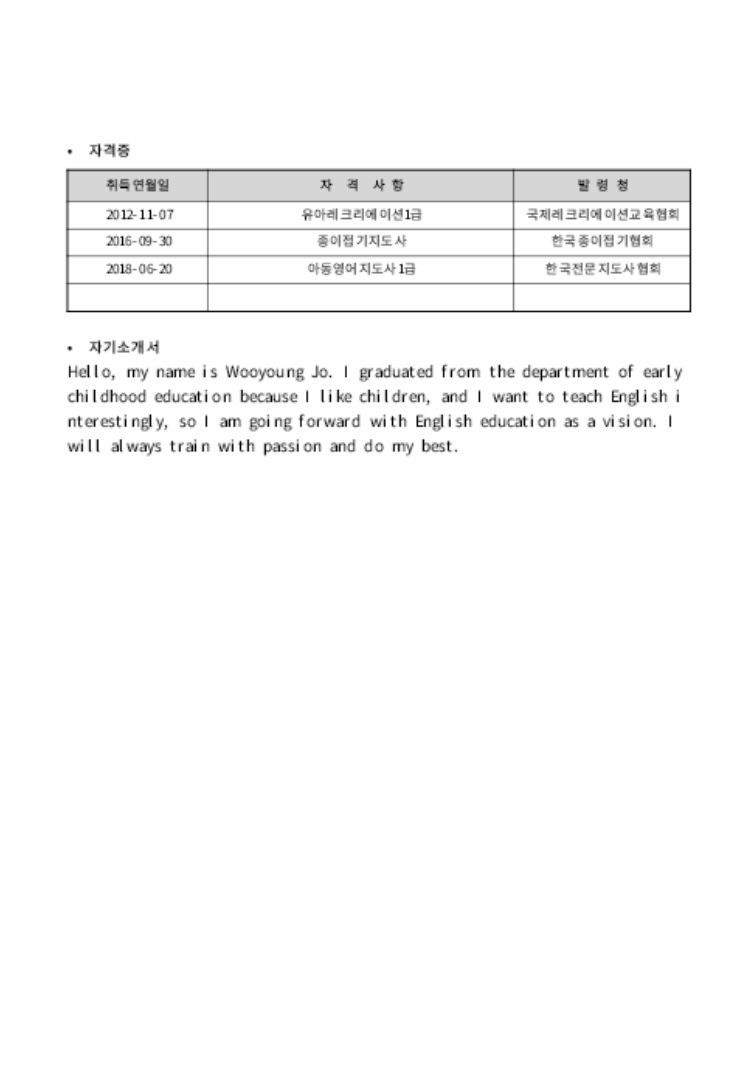 • 자격증
취득연월일 자 격 사 항 발 령 청
2012-11-07 유아레크리에이션1급 국제레크리에이션교육협회
2016-09-30 종이접기지도사 한국종이접기협회
2018-06-20 아동영어지도사1급 한국전문지도사협회
• 자기소개서
Hello, my name is Wooyoung Jo. I graduated from the department of early
childhood education because I like children, and I want to teach English i
nterestingly, so I am going forward with English education as a vision. I
will always train with passion and do my best.